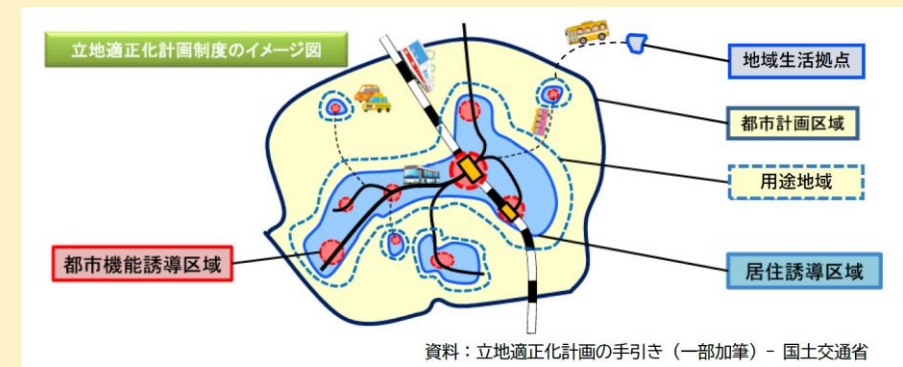 立地適正化計画制度のイメージ図
地域生活拠点
都市計画区域
用途地域
都市機能誘導区域
居住誘導区域
資料：立地適正化計画の手引き（一部加筆）- 国土交通省